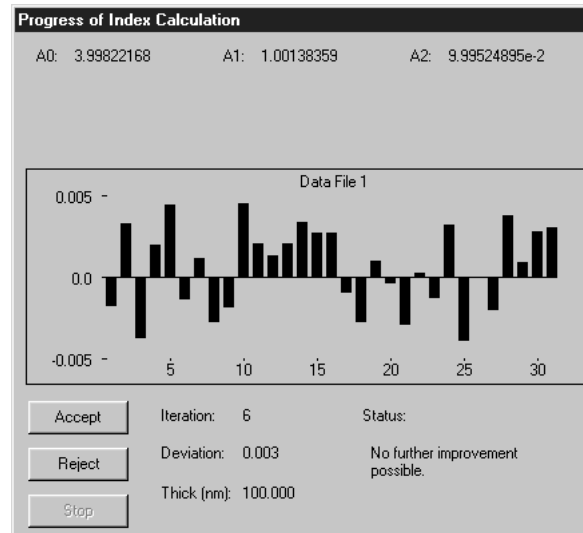 Progress of Index Calculation
A0: 3.99822168 A1: 1.00138359 A2: 9.99524895e-2
Data File 1
0.005
0.0
-0.005
5 10 15 20 25 30
Accept Iteration: 6 Status:
Reject Deviation: 0.003 No further improvement
possible.
Stop Thick (nm): 100.000